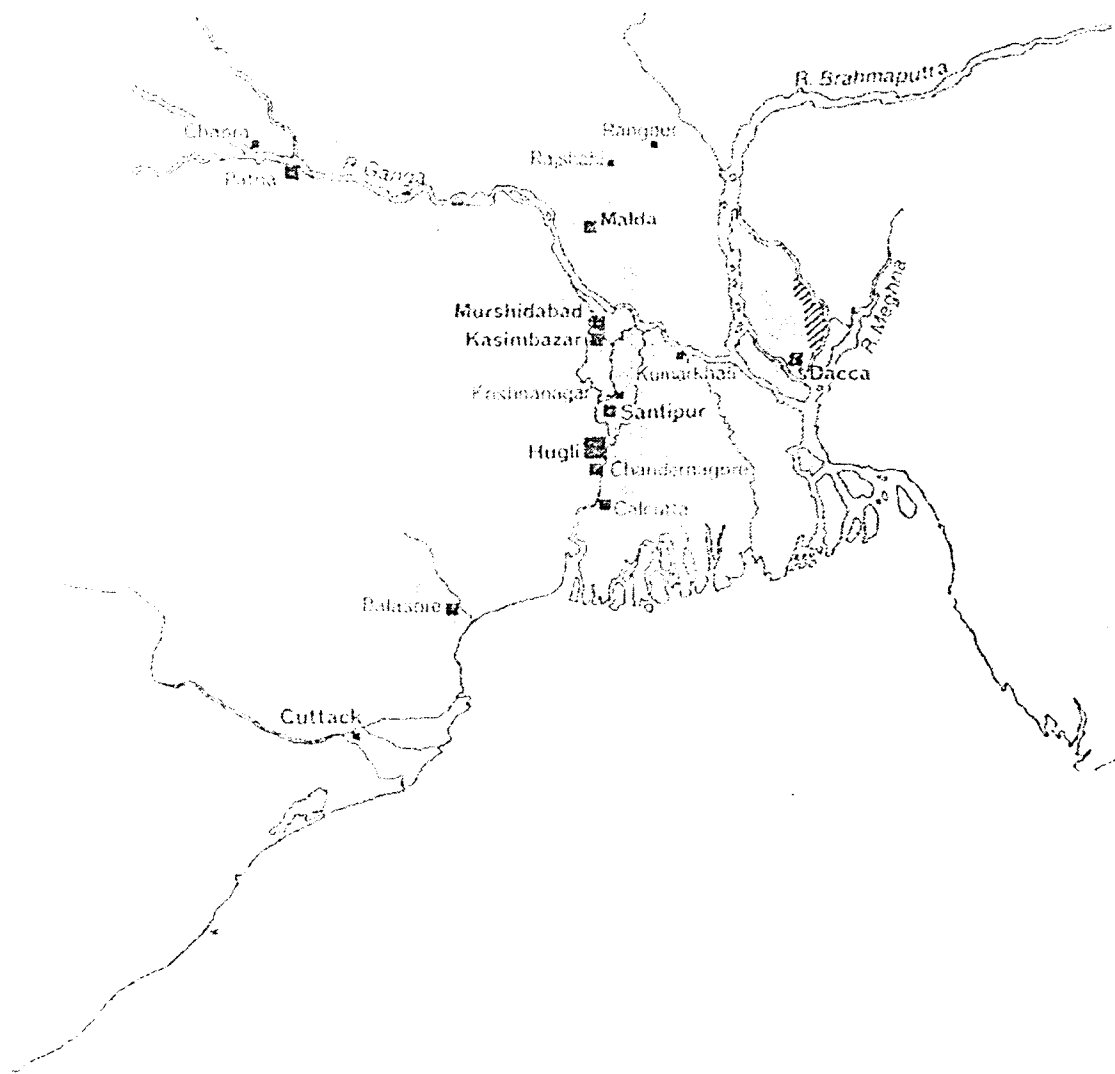 R. Brahmaputra
Chapra
Rangpur
Rajshahi
Patna
R. Ganga
Malda
R. Meghna
Murshidabad
Kasimbazar
Kumarkhali
Dacca
Krishnanagar
Santipur
Hugli
Chandernagore
Calcutta
Balasore
Cuttack